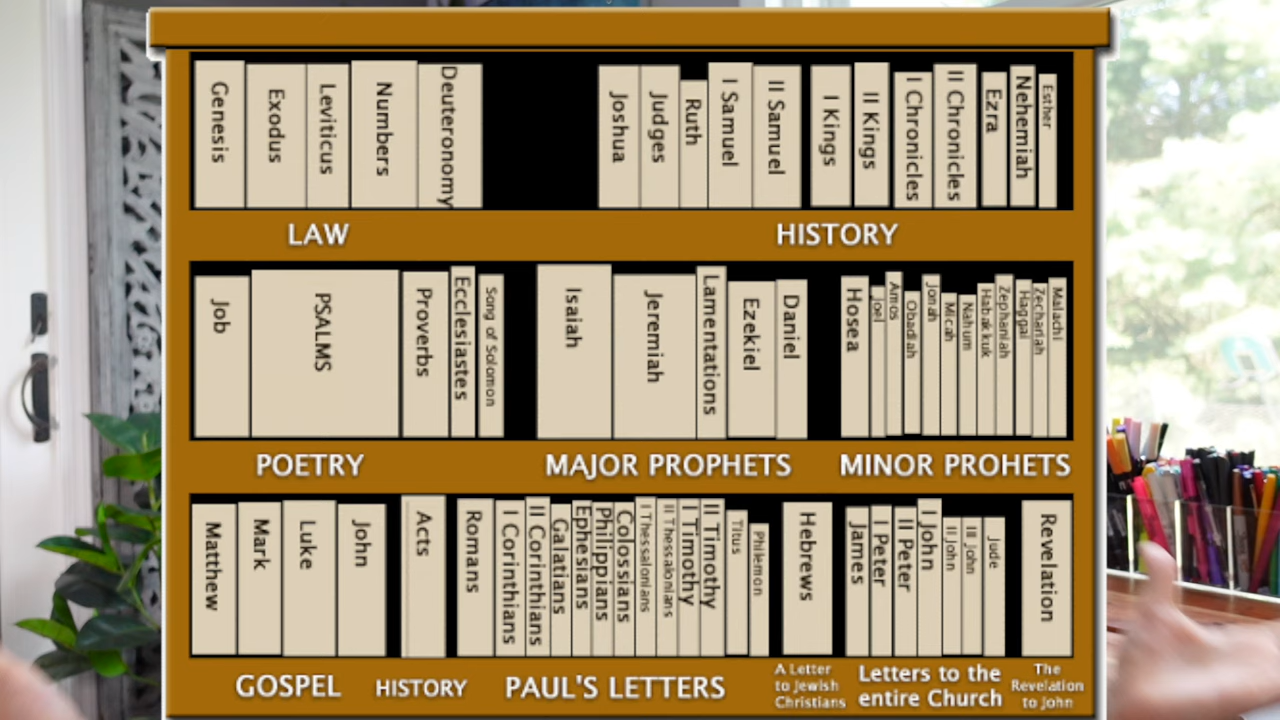 Genesis
Exodus
Leviticus
Numbers
Deuteronomy
Joshua
Judges
Ruth
I Samuel
II Samuel
I Kings
II Kings
I Chronicles
II Chronicles
Ezra
Nehemiah
Esther
LAW
HISTORY
Job
PSALMS
Proverbs
Ecclesiastes
Song of Solomon
Isaiah
Jeremiah
Lamentations
Ezekiel
Daniel
Hosea
Joel
Amos
Obadiah
Jonah
Micah
Nahum
Habakkuk
Zephaniah
Haggai
Zechariah
Malachi
POETRY
MAJOR PROPHETS
MINOR PROHETS
Matthew
Mark
Luke
John
Acts
Romans
I Corinthians
II Corinthians
Galatians
Ephesians
Philippians
Colossians
I Thessalonians
II Thessalonians
I Timothy
II Timothy
Titus
Philemon
Hebrews
James
I Peter
II Peter
I John
II John
III John
Jude
Revelation
GOSPEL
HISTORY
PAUL'S LETTERS
A Letter
to Jewish
Christians
Letters to the
entire Church
The
Revelation
to John